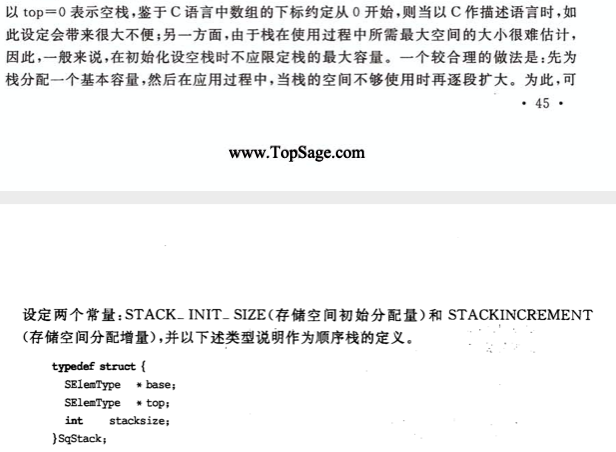 以 top=0 表示空栈,鉴于C语言中数组的下标约定从0开始,则当以C作描述语言时,如
此设定会带来很大不便;另一方面,由于栈在使用过程中所需最大空间的大小很难估计,
因此,一般来说,在初始化设空栈时不应限定栈的最大容量。一个较合理的做法是:先为
栈分配一个基本容量,然后在应用过程中,当栈的空间不够使用时再逐段扩大。为此,可
• 45 •
www.TopSage.com
设定两个常量:STACK_INIT_SIZE(存储空间初始分配量)和 STACKINCREMENT
(存储空间分配增量),并以下述类型说明作为顺序栈的定义。
typedef struct {
SElemType * base;
SElemType * top;
int stacksize;
}SqStack;